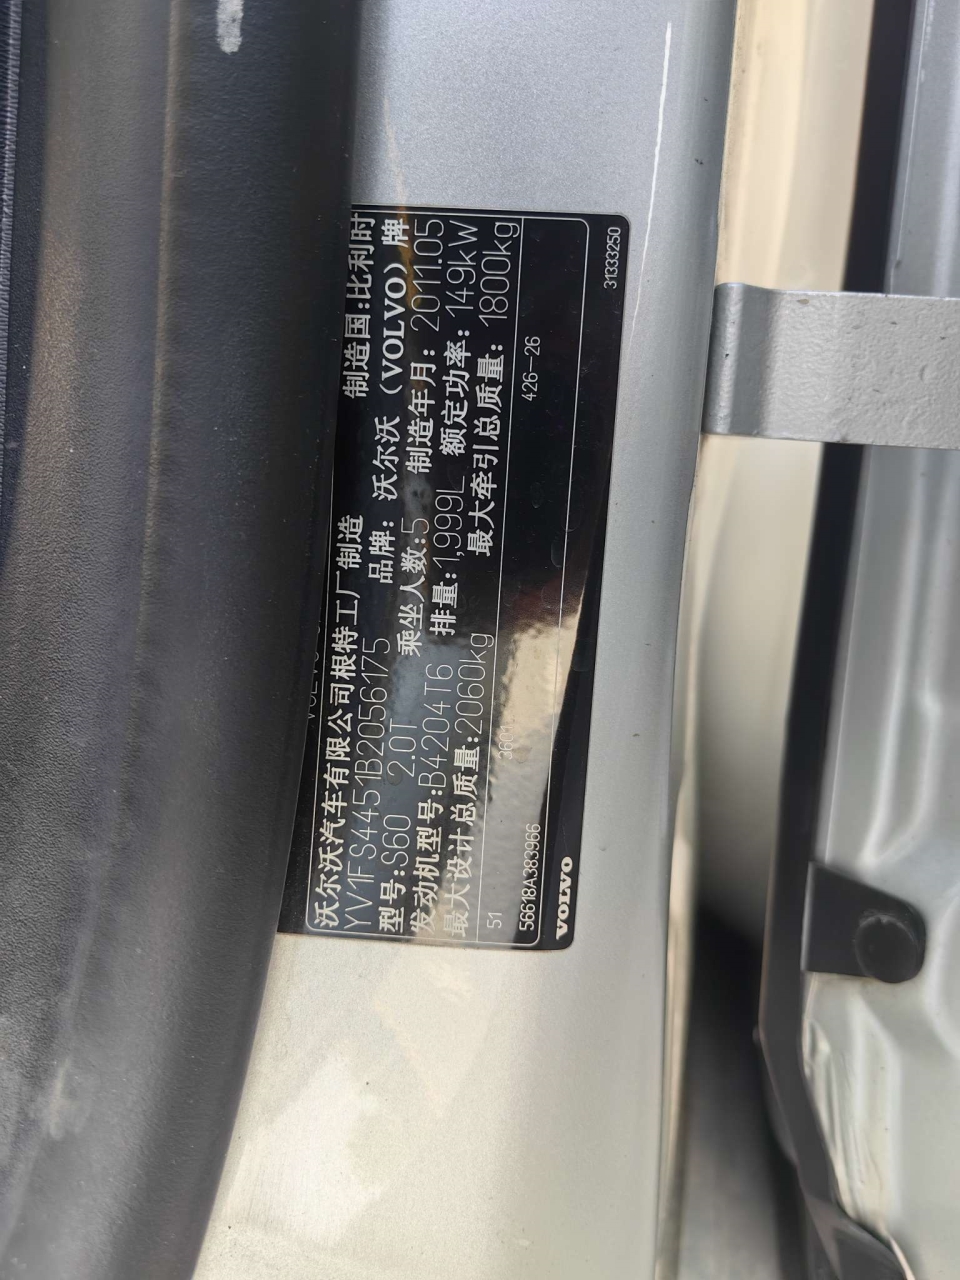 沃尔沃汽车有限公司根特工厂制造 制造国:比利时
YV1FS4451B2056175 品牌: 沃尔沃（VOLVO）牌
型号:S60 2.0T 乘坐人数:5 制造年月: 2011.05
发动机型号:B4204T6 排量:1,999L 额定功率: 149kW
最大设计总质量:2060kg 最大牵引总质量: 1800kg
51 3601 426-26
56618A383966
VOLVO 31333250